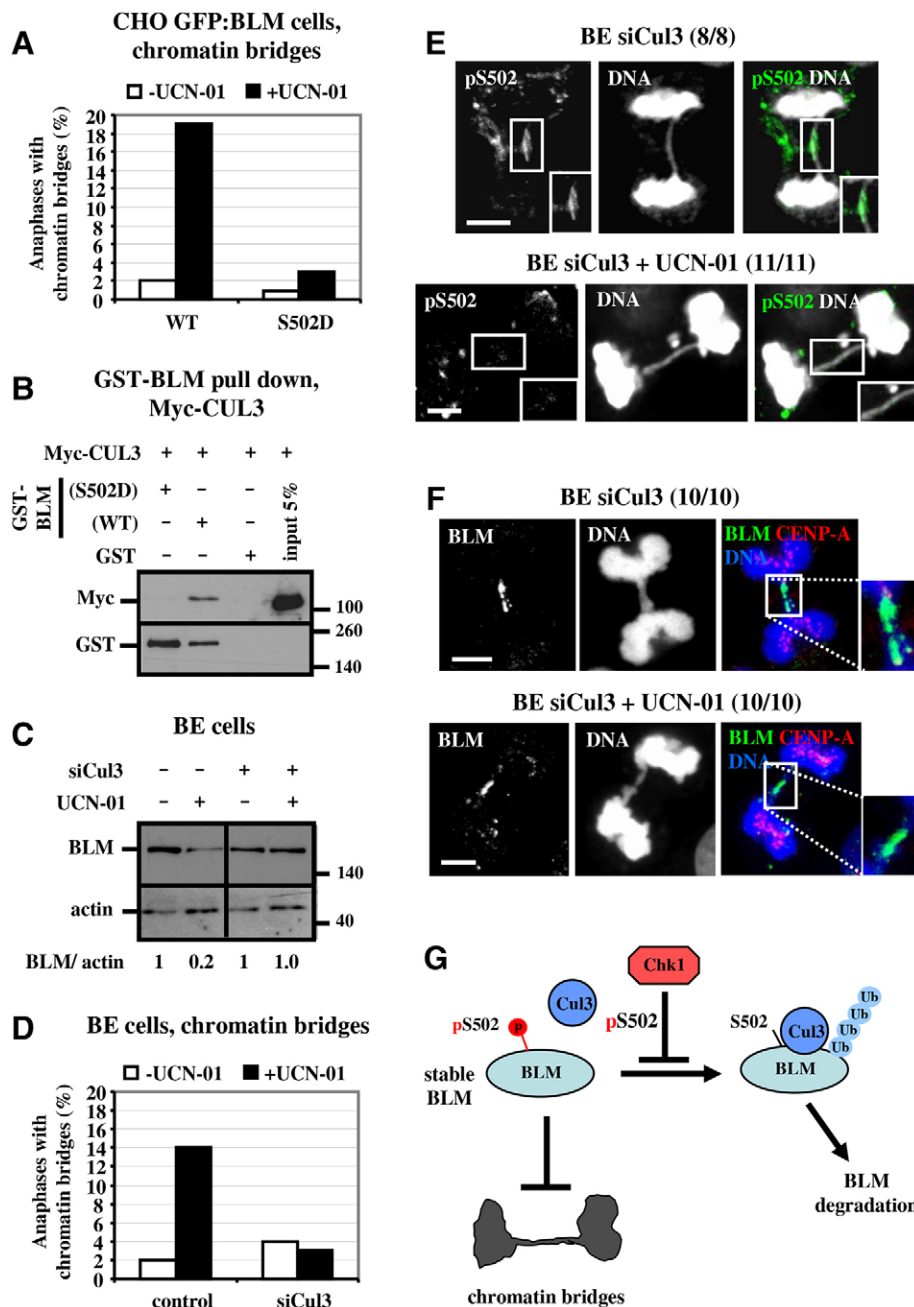 A
CHO GFP:BLM cells,
chromatin bridges
-UCN-01 +UCN-01
Anaphases with
chromatin bridges (%)
20
18
16
14
12
10
8
6
4
2
0
WT S502D
B
GST-BLM pull down,
Myc-CUL3
Myc-CUL3 + + + +
GST-
BLM
(S502D) + – –
(WT) – + –
GST – – +
input 5%
Myc
100
GST
260
140
C
BE cells
siCul3 – – + +
UCN-01 – + – +
BLM
140
actin
40
BLM/ actin 1 0.2 1 1.0
D
BE cells, chromatin bridges
-UCN-01 +UCN-01
Anaphases with
chromatin bridges (%)
20
18
16
14
12
10
8
6
4
2
0
control siCul3
E
BE siCul3 (8/8)
pS502 DNA pS502 DNA
BE siCul3 + UCN-01 (11/11)
pS502 DNA pS502 DNA
F
BE siCul3 (10/10)
BLM DNA BLM CENP-A
DNA
BE siCul3 + UCN-01 (10/10)
BLM DNA BLM CENP-A
DNA
G
Chk1
Cul3
pS502
P
pS502
BLM
stable
BLM
S502
Cul3
BLM
Ub
Ub
Ub
Ub
BLM
degradation
chromatin bridges